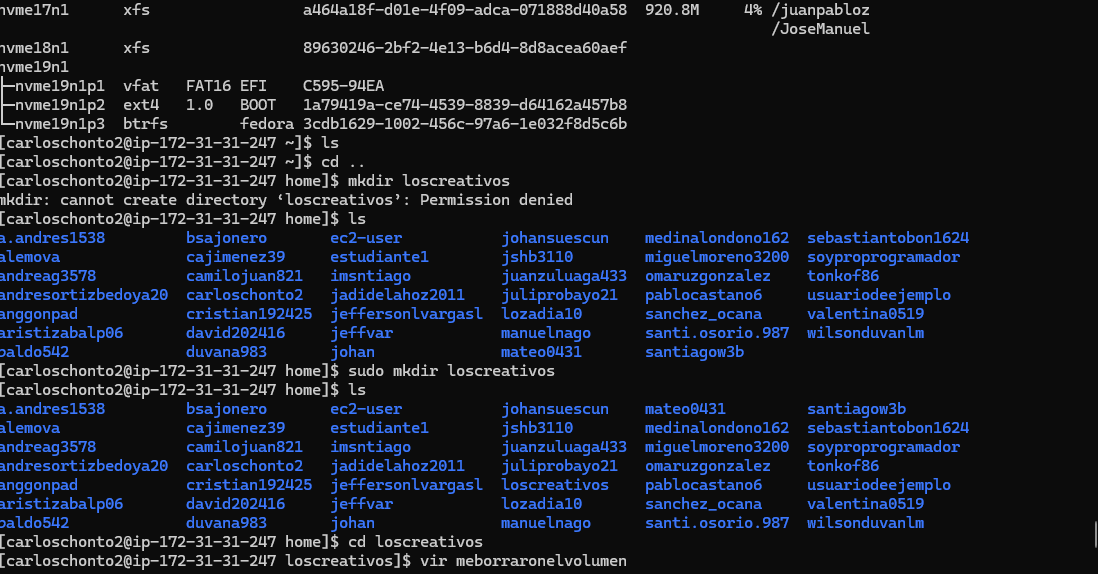 nvme17n1 xfs a464a18f-d01e-4f09-adca-071888d40a58 920.8M 4% /juanpabloz
/JoseManuel
nvme18n1 xfs 89630246-2bf2-4e13-b6d4-8d8acea60aef
nvme19n1
├─nvme19n1p1 vfat FAT16 EFI C595-94EA
├─nvme19n1p2 ext4 1.0 BOOT 1a79419a-ce74-4539-8839-d64162a457b8
└─nvme19n1p3 btrfs fedora 3cdb1629-1002-456c-97a6-1e032f8d5c6b
[carloschonto2@ip-172-31-31-247 ~]$ ls
[carloschonto2@ip-172-31-31-247 ~]$ cd ..
[carloschonto2@ip-172-31-31-247 home]$ mkdir loscreativos
mkdir: cannot create directory ‘loscreativos’: Permission denied
[carloschonto2@ip-172-31-31-247 home]$ ls
a.andres1538 bsajonero ec2-user johansuescun medinalondono162 sebastiantobon1624
alemova cajimenez39 estudiante1 jshb3110 miguelmoreno3200 soyproprogramador
andreag3578 camilojuan821 imsntiago juanzuluaga433 omaruzgonzalez tonkof86
andresortizbedoya20 carloschonto2 jadidelahoz2011 juliprobayo21 pablocastano6 usuariodeejemplo
anggonpad cristian192425 jeffersonlvargasl lozadia10 sanchez_ocana valentina0519
aristizabalp06 david202416 jeffvar manuelnago santi.osorio.987 wilsonduvanlm
baldo542 duvana983 johan mateo0431 santiagow3b
[carloschonto2@ip-172-31-31-247 home]$ sudo mkdir loscreativos
[carloschonto2@ip-172-31-31-247 home]$ ls
a.andres1538 bsajonero ec2-user johansuescun mateo0431 santiagow3b
alemova cajimenez39 estudiante1 jshb3110 medinalondono162 sebastiantobon1624
andreag3578 camilojuan821 imsntiago juanzuluaga433 miguelmoreno3200 soyproprogramador
andresortizbedoya20 carloschonto2 jadidelahoz2011 juliprobayo21 omaruzgonzalez tonkof86
anggonpad cristian192425 jeffersonlvargasl loscreativos pablocastano6 usuariodeejemplo
aristizabalp06 david202416 jeffvar lozadia10 sanchez_ocana valentina0519
baldo542 duvana983 johan manuelnago santi.osorio.987 wilsonduvanlm
[carloschonto2@ip-172-31-31-247 home]$ cd loscreativos
[carloschonto2@ip-172-31-31-247 loscreativos]$ vir meborraronelvolumen